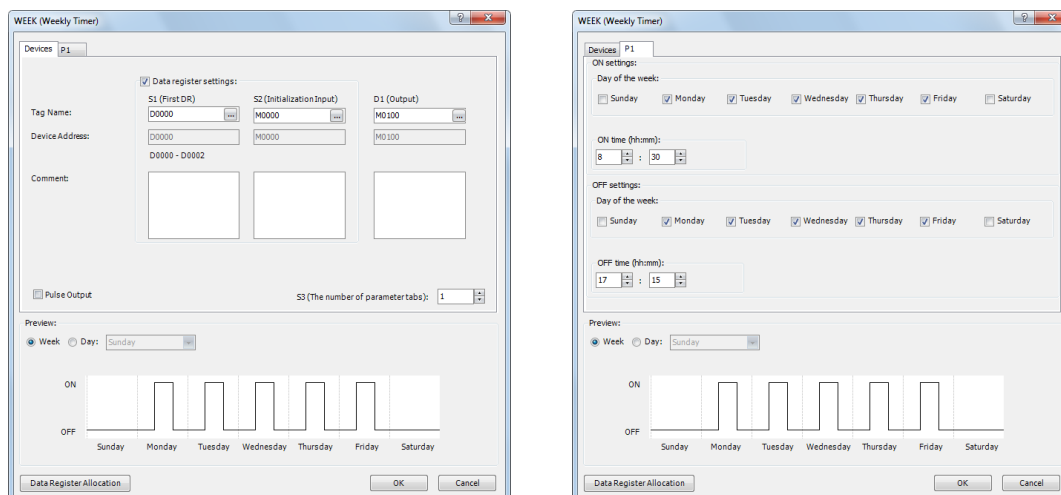 WEEK (Weekly Timer)
Devices P1
Data register settings:
S1 (First DR) S2 (Initialization Input) D1 (Output)
Tag Name: D0000 ... M0000 ... M0100 ...
Device Address: D0000 M0000 M0100
D0000 - D0002
Comment:
Pulse Output S3 (The number of parameter tabs): 1
Preview:
Week Day: Sunday
ON
OFF
Sunday Monday Tuesday Wednesday Thursday Friday Saturday
Data Register Allocation OK Cancel
WEEK (Weekly Timer)
Devices P1
ON settings:
Day of the week:
Sunday Monday Tuesday Wednesday Thursday Friday Saturday
ON time (hh:mm):
8 : 30
OFF settings:
Day of the week:
Sunday Monday Tuesday Wednesday Thursday Friday Saturday
OFF time (hh:mm):
17 : 15
Preview:
Week Day: Sunday
ON
OFF
Sunday Monday Tuesday Wednesday Thursday Friday Saturday
Data Register Allocation OK Cancel